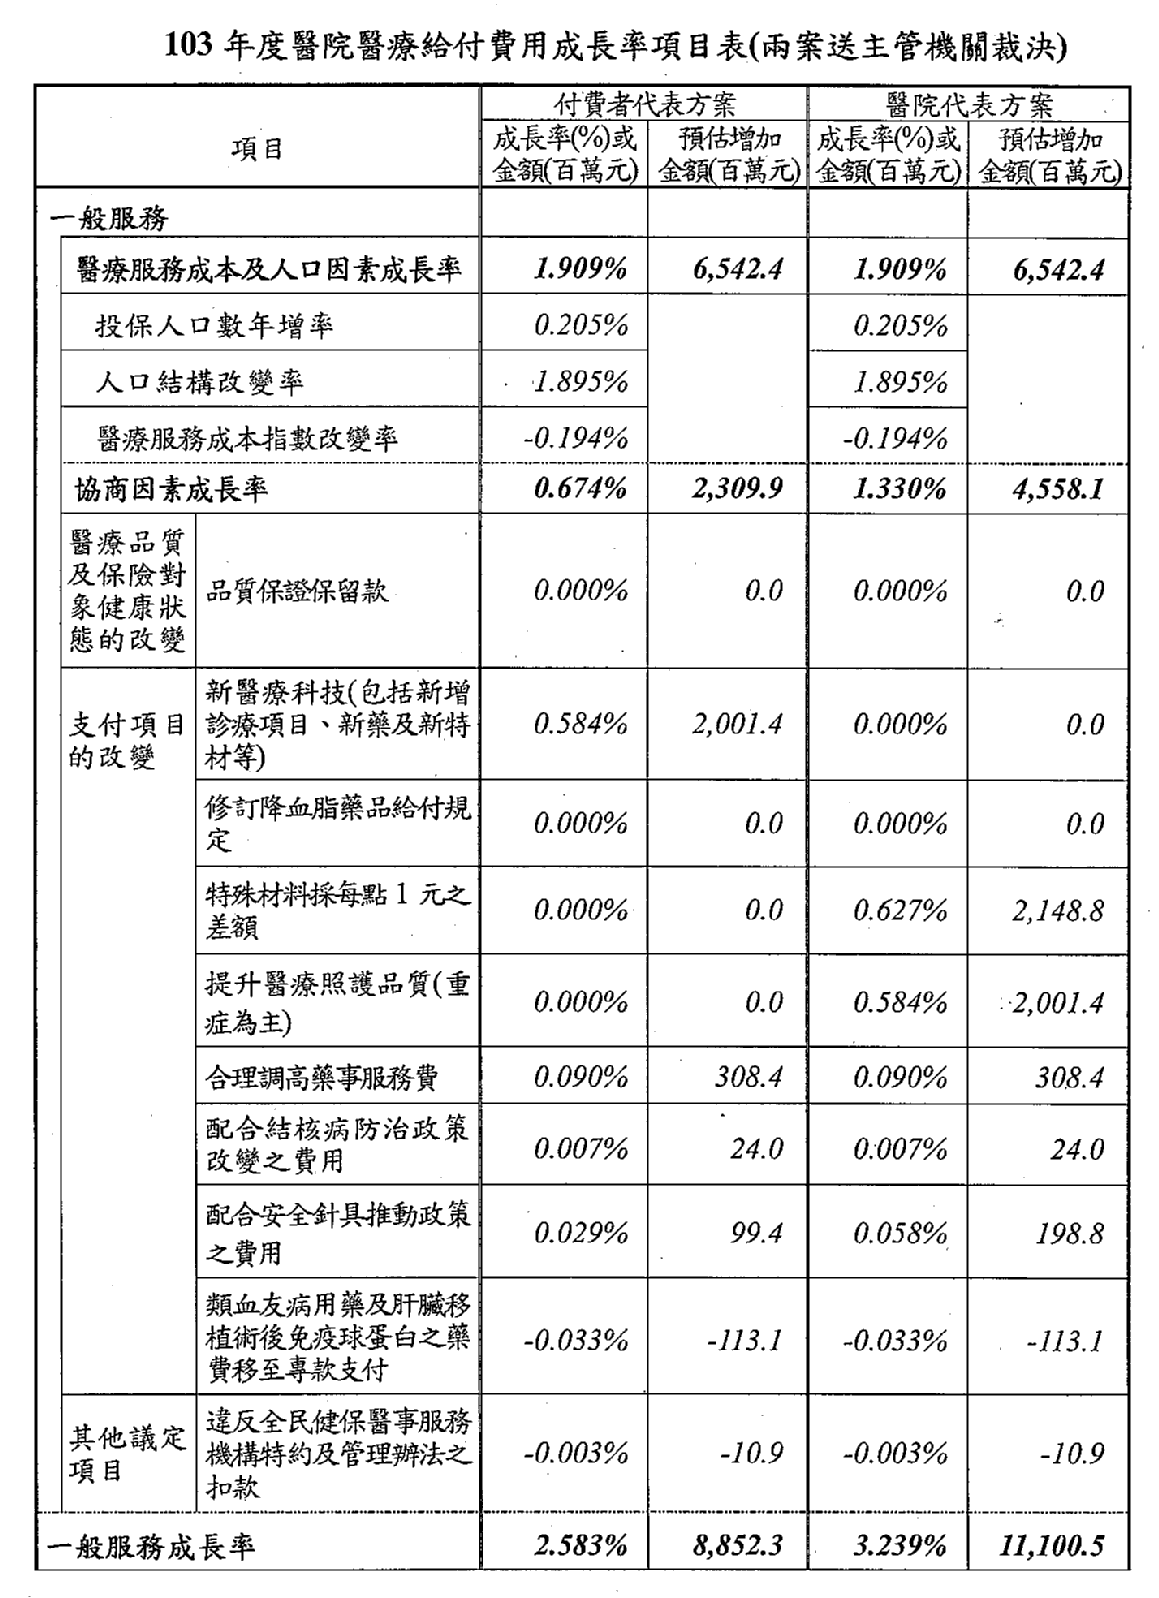 103 年度醫院醫療給付費用成長率項目表(兩案送主管機關裁決)
項目
付費者代表方案
醫院代表方案
成長率(%)或
金額(百萬元)
預估增加
金額(百萬元)
成長率(%)或
金額(百萬元)
預估增加
金額(百萬元)
一般服務
醫療服務成本及人口因素成長率 1.909% 6,542.4 1.909% 6,542.4
投保人口數年增率 0.205% 0.205%
人口結構改變率 1.895% 1.895%
醫療服務成本指數改變率 -0.194% -0.194%
協商因素成長率 0.674% 2,309.9 1.330% 4,558.1
醫療品質
及保險對
象健康狀
態的改變
品質保證保留款 0.000% 0.0 0.000% 0.0
支付項目
的改變
新醫療科技(包括新增
診療項目、新藥及新特
材等)
0.584% 2,001.4 0.000% 0.0
修訂降血脂藥品給付規
定
0.000% 0.0 0.000% 0.0
特殊材料採每點 1 元之
差額
0.000% 0.0 0.627% 2,148.8
提升醫療照護品質(重
症為主)
0.000% 0.0 0.584% 2,001.4
合理調高藥事服務費 0.090% 308.4 0.090% 308.4
配合結核病防治政策
改變之費用
0.007% 24.0 0.007% 24.0
配合安全針具推動政策
之費用
0.029% 99.4 0.058% 198.8
類血友病用藥及肝臟移
植術後免疫球蛋白之藥
費移至專款支付
-0.033% -113.1 -0.033% -113.1
其他議定
項目
違反全民健保醫事服務
機構特約及管理辦法之
扣款
-0.003% -10.9 -0.003% -10.9
一般服務成長率 2.583% 8,852.3 3.239% 11,100.5